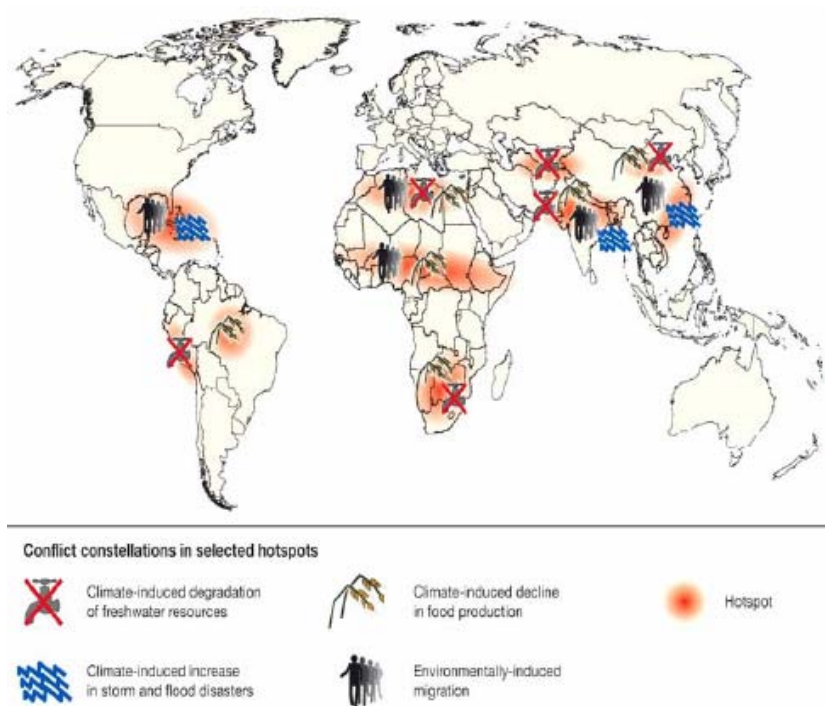 Conflict constellations in selected hotspots
Climate-induced degradation
of freshwater resources
Climate-induced decline
in food production
Hotspot
Climate-induced increase
in storm and flood disasters
Environmentally-induced
migration